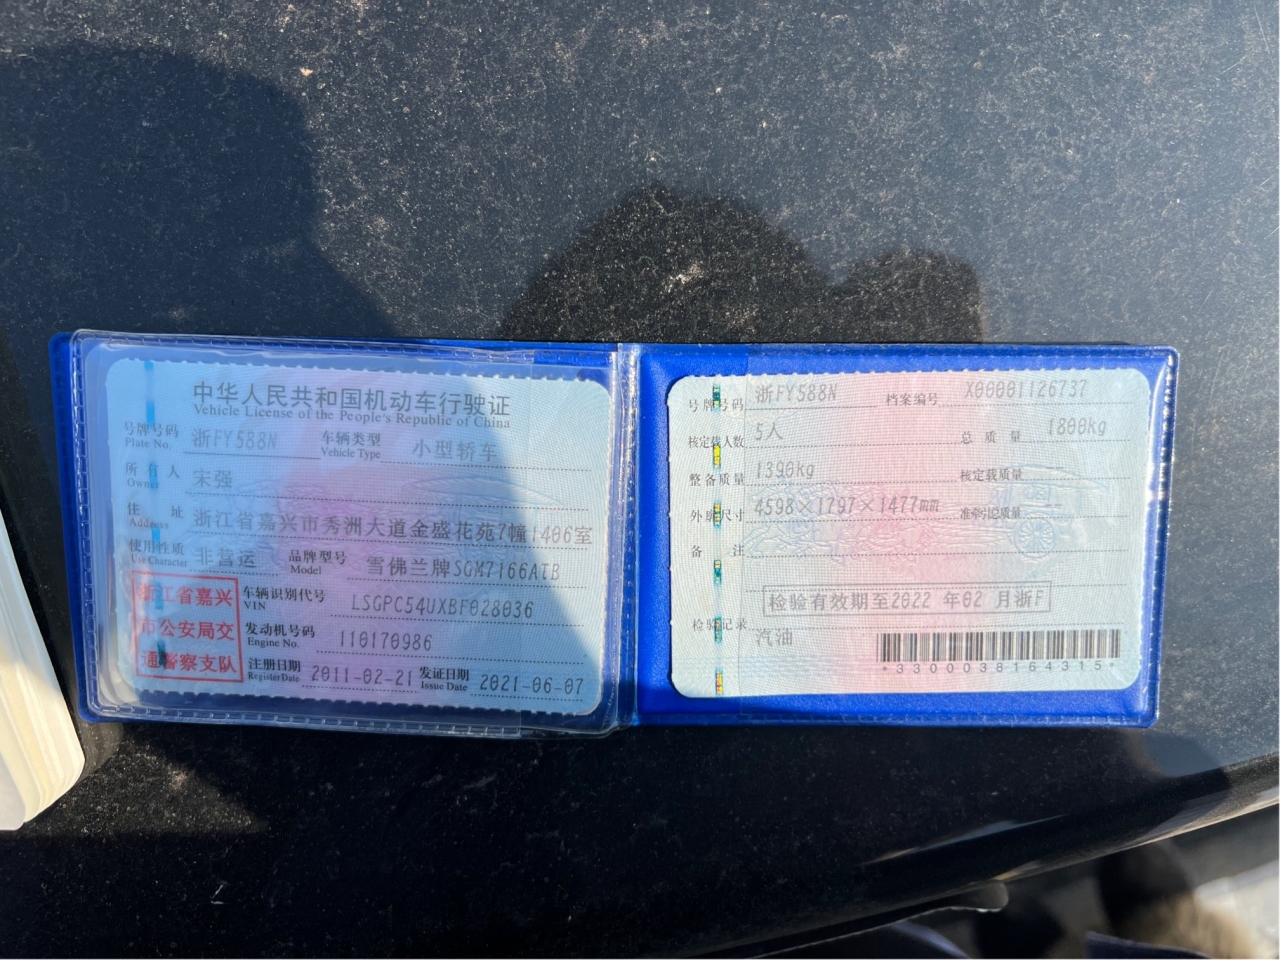 中华人民共和国机动车行驶证
Vehicle License of the People's Republic of China
号牌号码 浙FY588N 车辆类型 小型轿车
Plate No. Vehicle Type
所有人 宋强
Owner
住址 浙江省嘉兴市秀洲大道金盛花苑7幢1406室
Address
使用性质 非营运 品牌型号 雪佛兰牌SGM7166ATB
Use Character Model
浙江省嘉兴
市公安局交
通警察支队
车辆识别代号 LSGPC54UXBF028036
VIN
发动机号码 110170986
Engine No.
注册日期 2011-02-21 发证日期 2021-06-07
Register Date Issue Date
号牌号码 浙FY588N 档案编号 X00001126737
核定载人数 5人 总质量 1800kg
整备质量 1390kg 核定载质量 --
外廓尺寸 4598×1797×1477mm 准牵引总质量 --
备注
检验有效期至2022 年02 月浙F
检验记录
汽油
*3300038164315*